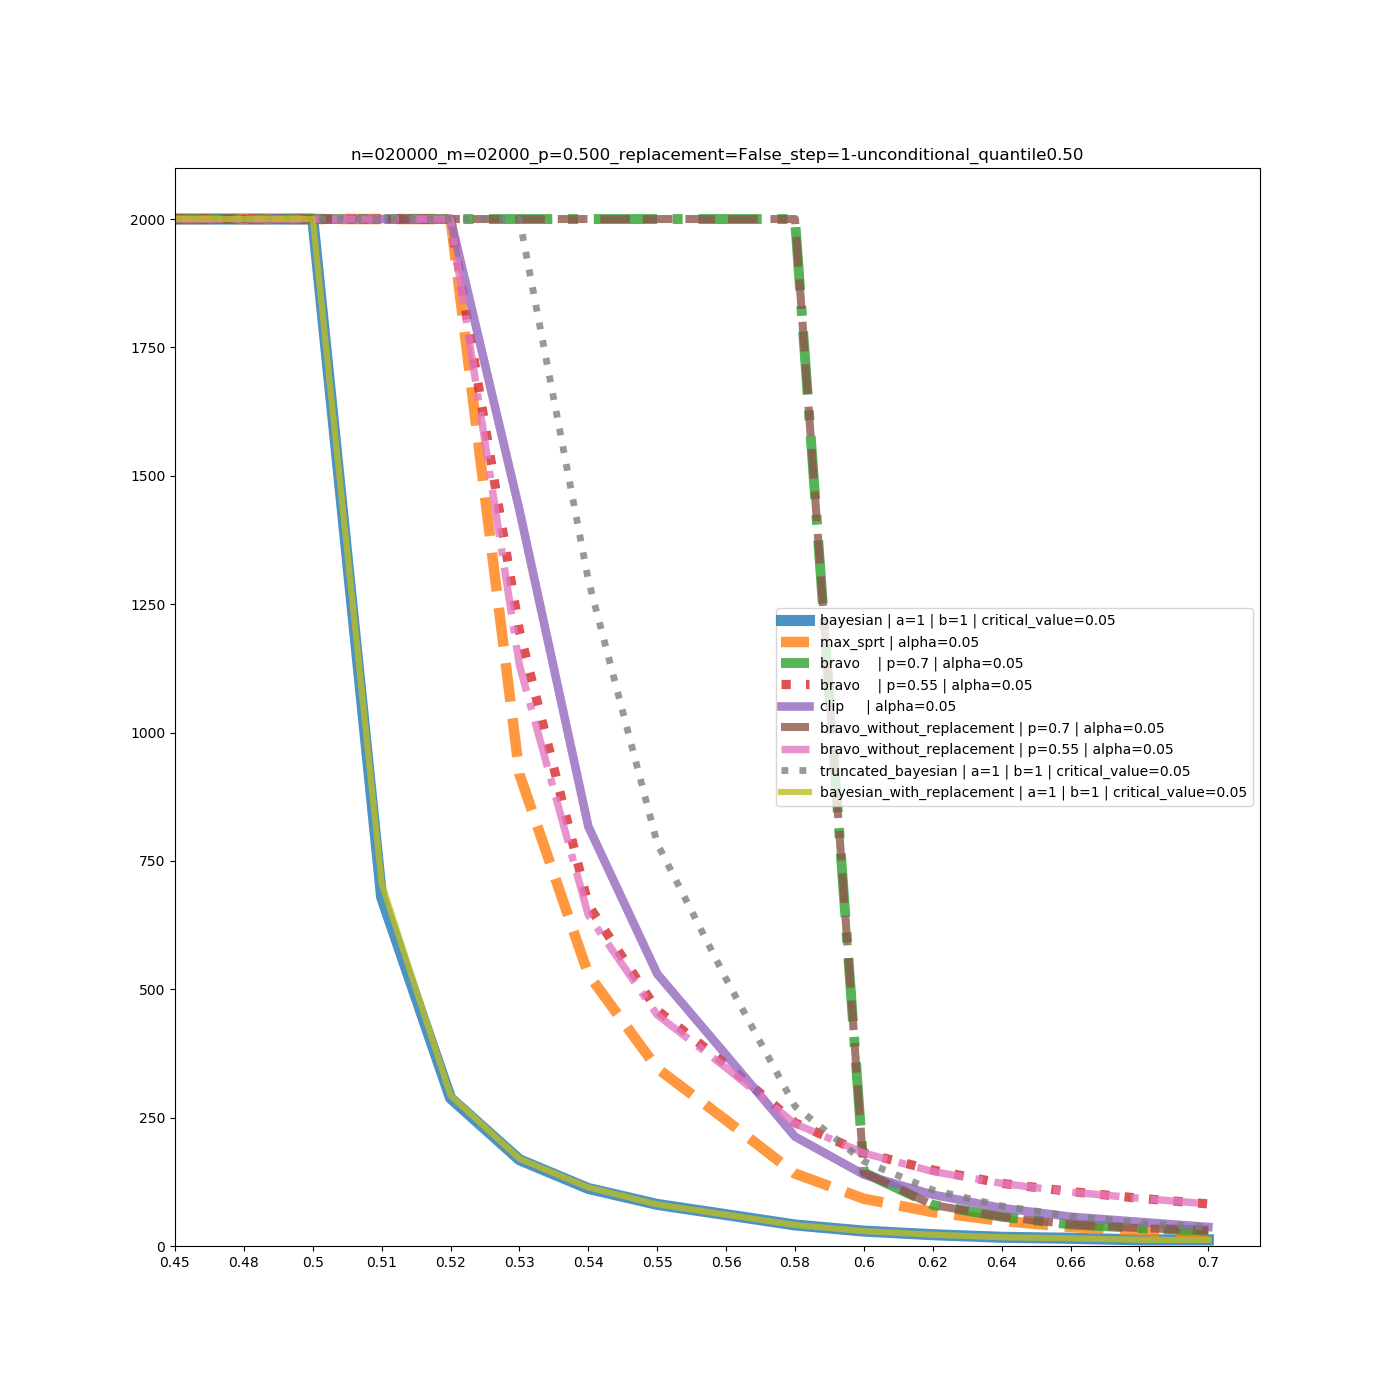 n=020000_m=02000_p=0.500_replacement=False_step=1-unconditional_quantile0.50
2000
1750
1500
1250
1000
750
500
250
0
bayesian | a=1 | b=1 | critical_value=0.05
max_sprt | alpha=0.05
bravo | p=0.7 | alpha=0.05
bravo | p=0.55 | alpha=0.05
clip | alpha=0.05
bravo_without_replacement | p=0.7 | alpha=0.05
bravo_without_replacement | p=0.55 | alpha=0.05
truncated_bayesian | a=1 | b=1 | critical_value=0.05
bayesian_with_replacement | a=1 | b=1 | critical_value=0.05
0.45 0.48 0.5 0.51 0.52 0.53 0.54 0.55 0.56 0.58 0.6 0.62 0.64 0.66 0.68 0.7